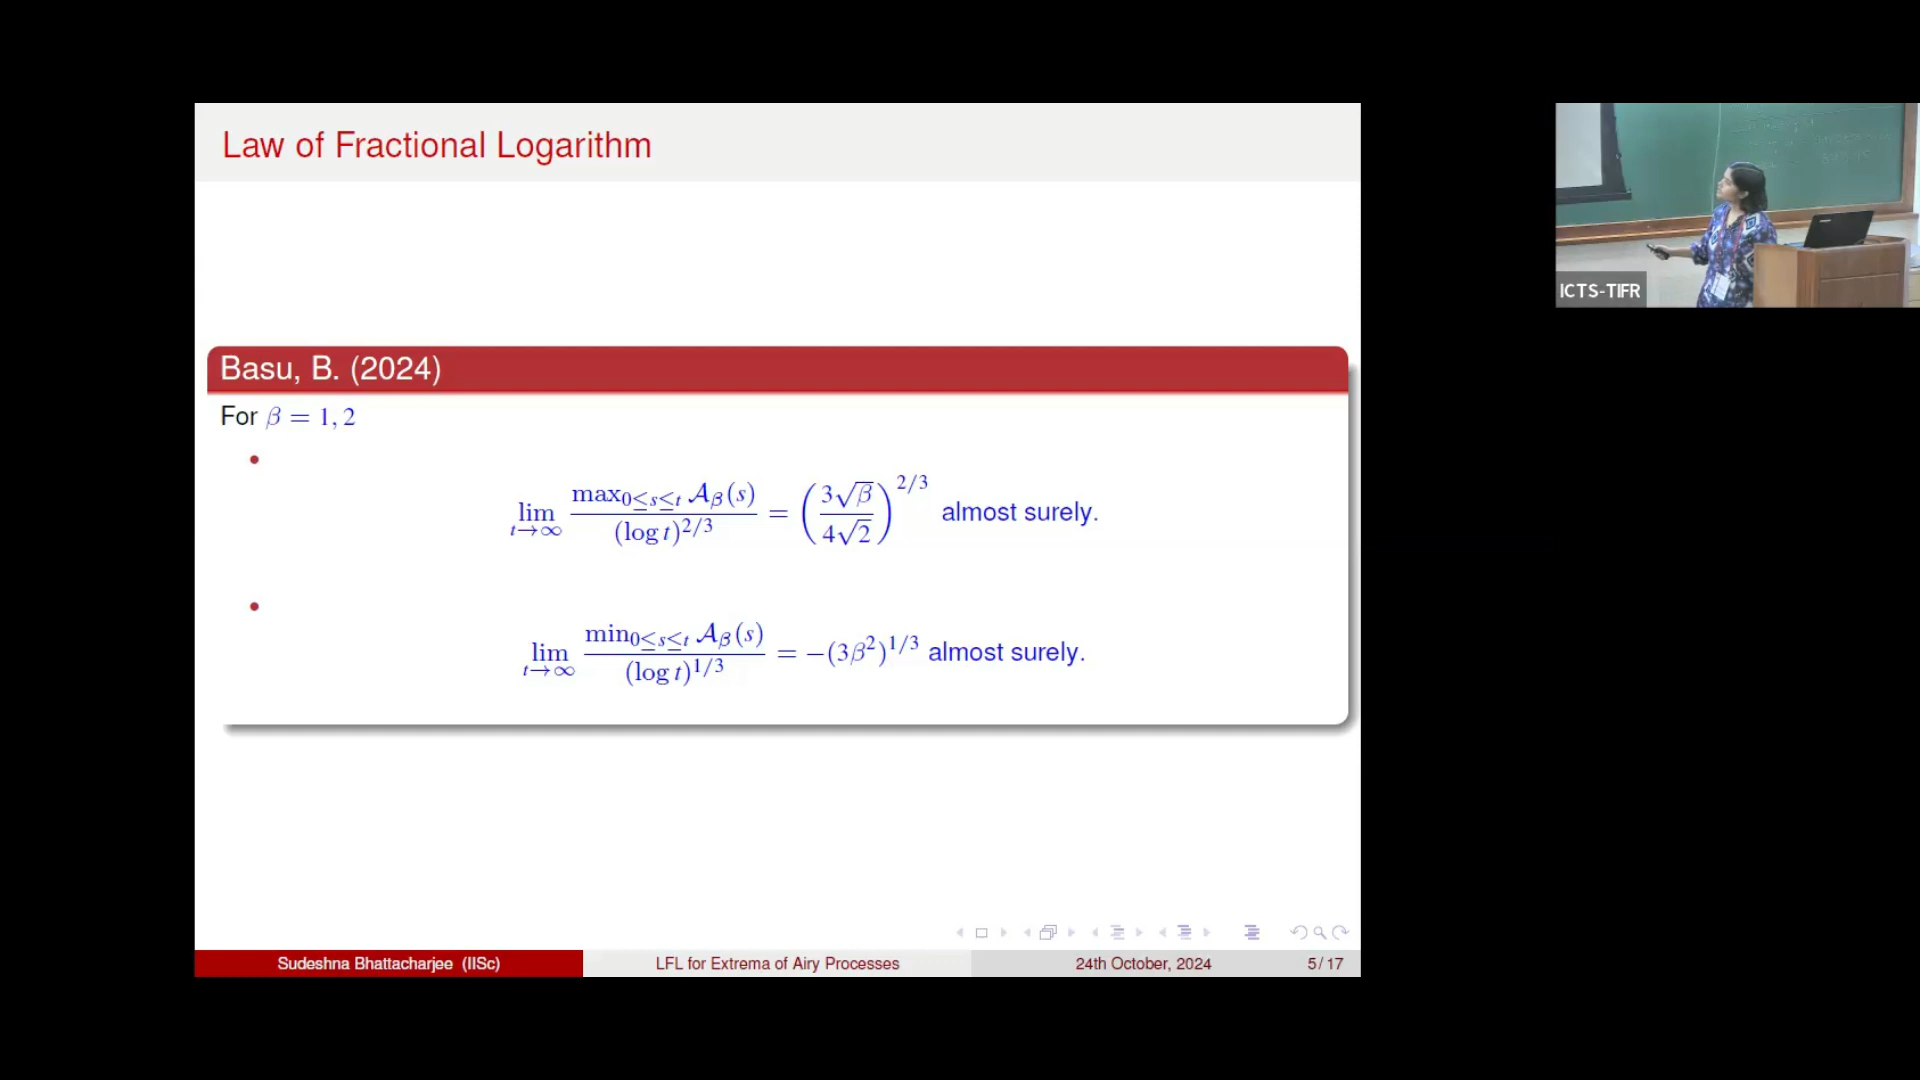 Law of Fractional Logarithm
ICTS-TIFR
Basu, B. (2024)
For β = 1, 2
• lim_{t→∞} max_{0≤s≤t} 𝒜_β(s) / (log t)^{2/3} = (3√β / 4√2)^{2/3} almost surely.
• lim_{t→∞} min_{0≤s≤t} 𝒜_β(s) / (log t)^{1/3} = −(3β²)^{1/3} almost surely.
Sudeshna Bhattacharjee (IISc) LFL for Extrema of Airy Processes 24th October, 2024 5 / 17